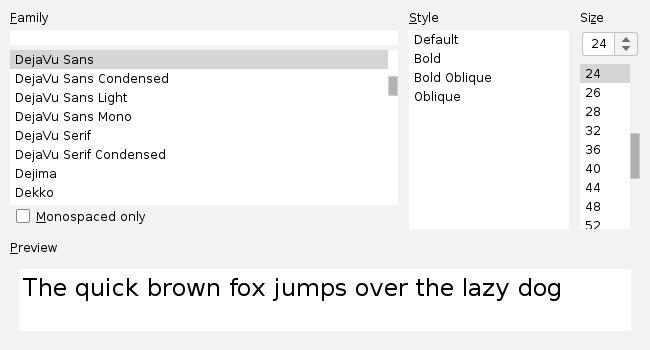 Family
DejaVu Sans
DejaVu Sans Condensed
DejaVu Sans Light
DejaVu Sans Mono
DejaVu Serif
DejaVu Serif Condensed
Dejima
Dekko
Monospaced only
Style
Default
Bold
Bold Oblique
Oblique
Size
24
24
26
28
32
36
40
44
48
52
Preview
The quick brown fox jumps over the lazy dog